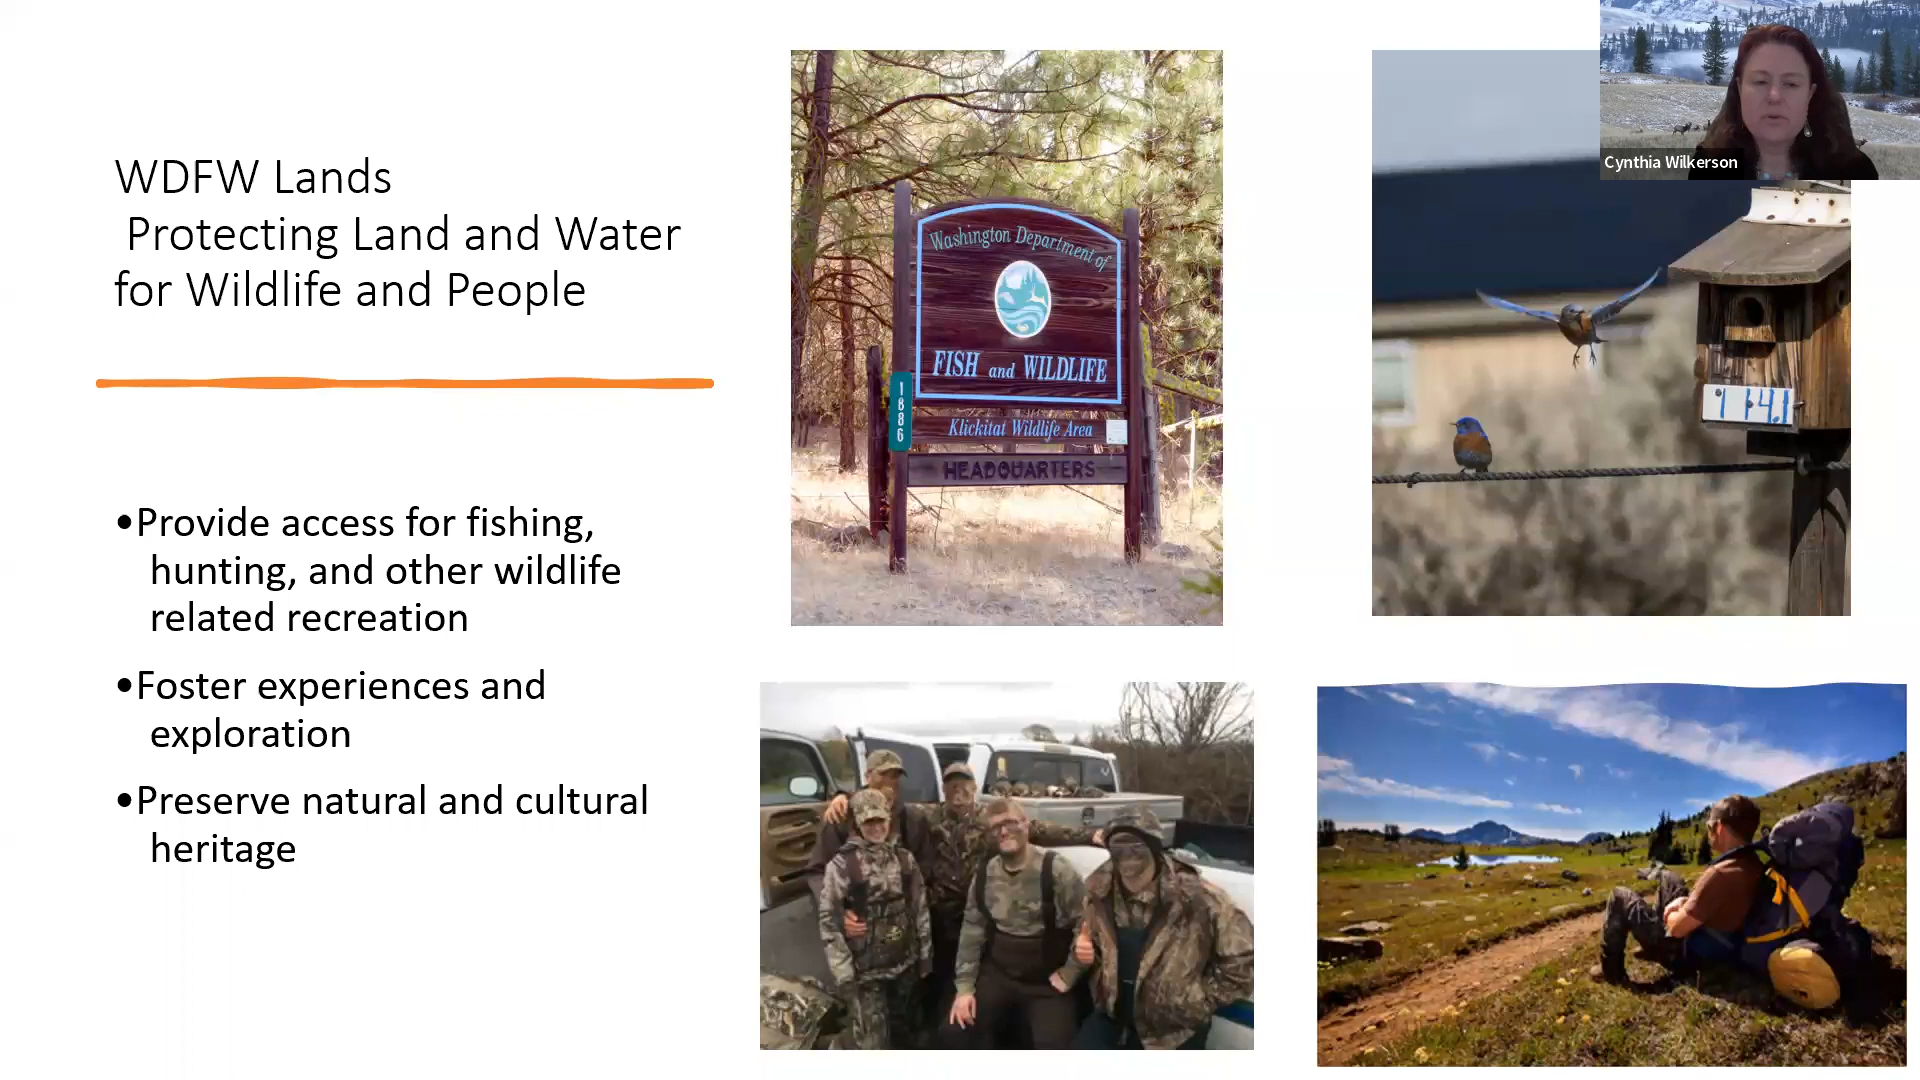 WDFW Lands
Protecting Land and Water
for Wildlife and People
•Provide access for fishing,
hunting, and other wildlife
related recreation
•Foster experiences and
exploration
•Preserve natural and cultural
heritage
Washington Department of
FISH and WILDLIFE
1886
Klickitat Wildlife Area
HEADQUARTERS
Cynthia Wilkerson